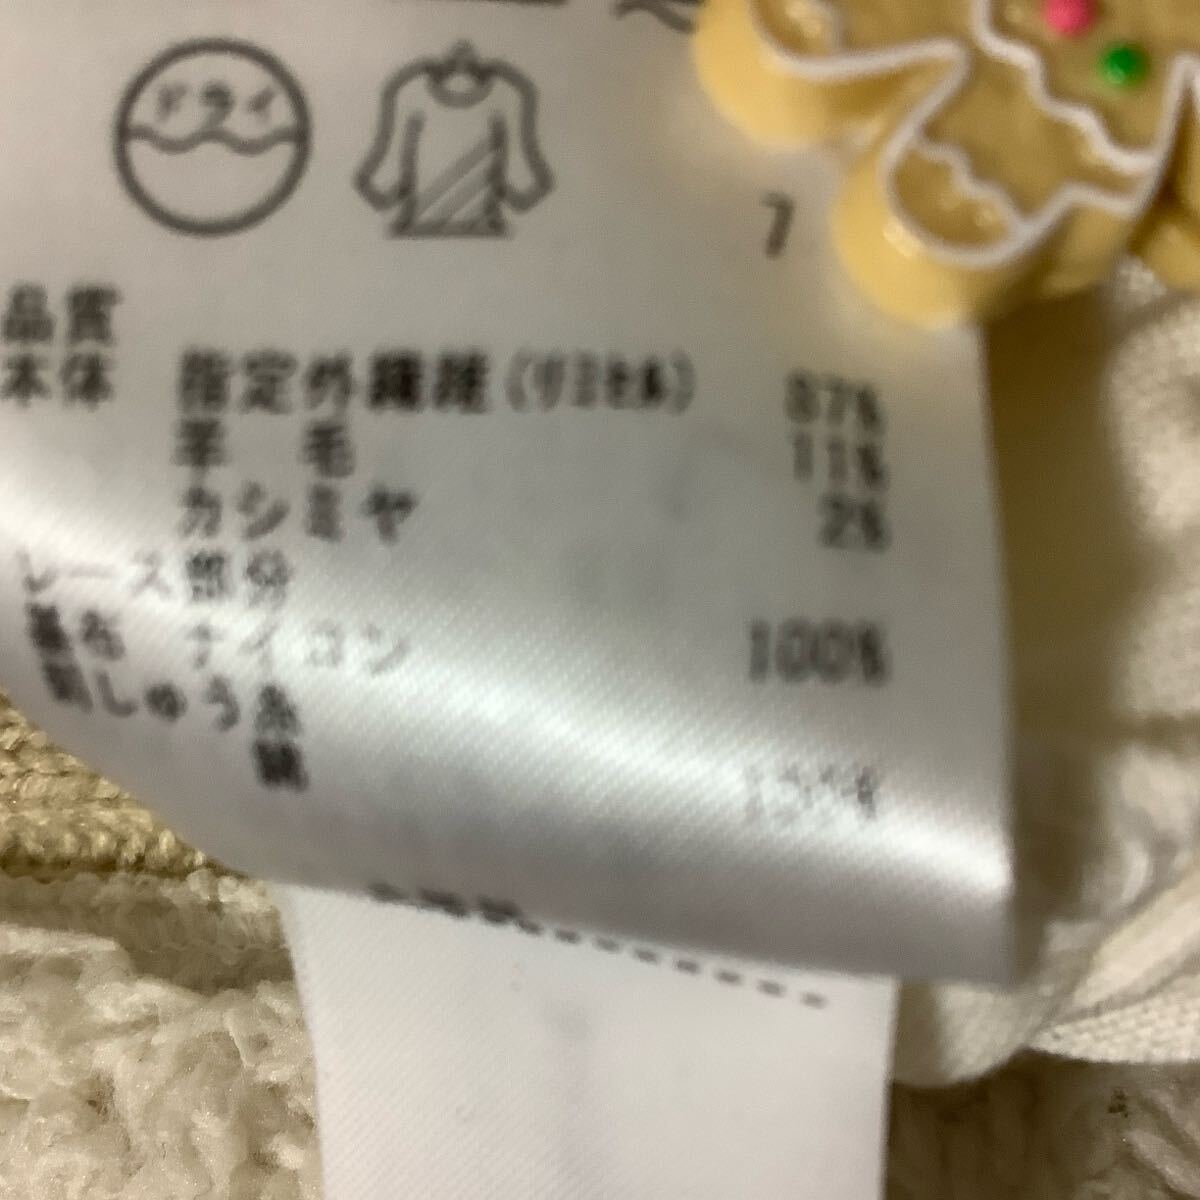 ドライ
7
品質
本体 指定外繊維(リヨセル) 87%
羊毛 11%
カシミヤ 2%
レース部分
基布 ナイロン 100%
刺しゅう糸
綿